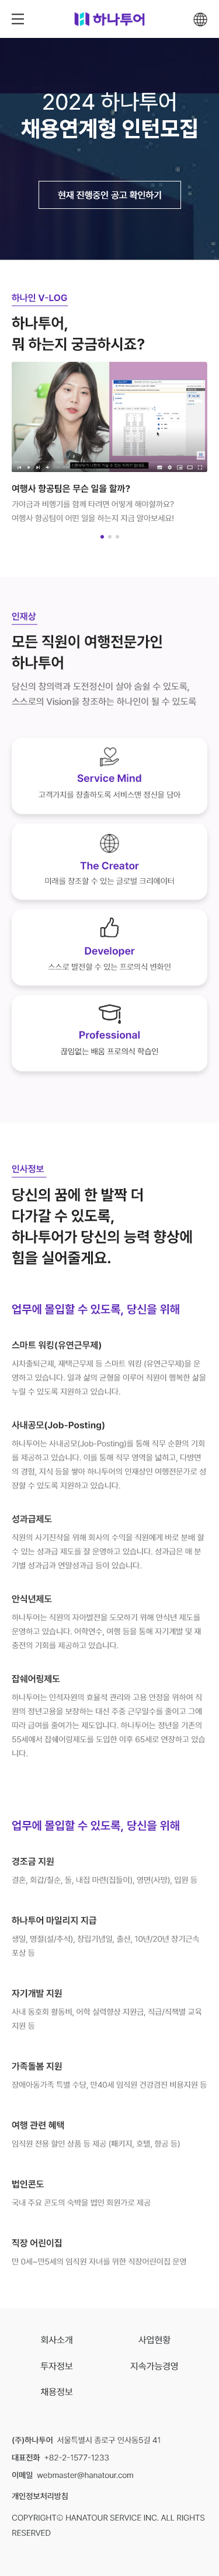 하나투어
2024 하나투어
채용연계형 인턴모집
현재 진행중인 공고 확인하기
하나인 V-LOG
하나투어,
뭐 하는지 궁금하시죠?
여행사 항공팀은 무슨 일을 할까?
가이금과 비행기를 함께 타려면 어떻게 해야할까요?
여행사 항공팀이 어떤 일을 하는지 지금 알아보세요!
인재상
모든 직원이 여행전문가인
하나투어
당신의 창의력과 도전정신이 살아 숨쉴 수 있도록,
스스로의 Vision을 창조하는 하나인이 될 수 있도록
Service Mind
고객가치를 창출하도록 서비스맨 정신을 담아
The Creator
미래를 창조할 수 있는 글로벌 크리에이터
Developer
스스로 발전할 수 있는 프로의식 변화인
Professional
끊임없는 배움 프로의식 학습인
인사정보
당신의 꿈에 한 발짝 더
다가갈 수 있도록,
하나투어가 당신의 능력 향상에
힘을 실어줄게요.
업무에 몰입할 수 있도록, 당신을 위해
스마트 워킹(유연근무제)
시차출퇴근제, 재택근무제 등 스마트 워킹 (유연근무제)을 운
영하고 있습니다. 일과 삶의 균형을 이루어 직원이 행복한 삶을
누릴 수 있도록 지원하고 있습니다.
사내공모(Job-Posting)
하나투어는 사내공모(Job-Posting)를 통해 직무 순환의 기회
를 제공하고 있습니다. 이를 통해 직무 영역을 넓히고, 다방면
의 경험, 지식 등을 쌓아 하나투어의 인재상인 여행전문가로 성
장할 수 있도록 지원하고 있습니다.
성과급제도
직원의 사기진작을 위해 회사의 수익을 직원에게 바로 분배 할
수 있는 성과급 제도를 잘 운영하고 있습니다. 성과급은 매 분
기별 성과급과 연말성과급 등이 있습니다.
안식년제도
하나투어는 직원의 자아발전을 도모하기 위해 안식년 제도를
운영하고 있습니다. 어학연수, 여행 등을 통해 자기계발 및 재
충전의 기회를 제공하고 있습니다.
잡쉐어링제도
하나투어는 인적자원의 효율적 관리와 고용 안정을 위하여 직
원의 정년고용을 보장하는 대신 주중 근무일수를 줄이고 그에
따라 급여를 줄여가는 제도입니다. 하나투어는 정년을 기존의
55세에서 잡쉐어링제도를 도입한 이후 65세로 연장하고 있습
니다.
업무에 몰입할 수 있도록, 당신을 위해
경조금 지원
결혼, 회갑/칠순, 돌, 내집 마련(집들이), 영면(사망), 입원 등
하나투어 마일리지 지급
생일, 명절(설/추석), 창립기념일, 출산, 10년/20년 장기근속
포상 등
자기개발 지원
사내 동호회 활동비, 어학 실력향상 지원금, 직급/직책별 교육
지원 등
가족돌봄 지원
장애아동가족 특별 수당, 만40세 임직원 건강검진 비용지원 등
여행 관련 혜택
임직원 전용 할인 상품 등 제공 (패키지, 호텔, 항공 등)
법인콘도
국내 주요 콘도의 숙박을 법인 회원가로 제공
직장 어린이집
만 0세~만5세의 임직원 자녀를 위한 직장어린이집 운영
회사소개 사업현황
투자정보 지속가능경영
채용정보
(주)하나투어 서울특별시 종로구 인사동5길 41
대표전화 +82-2-1577-1233
이메일 webmaster@hanatour.com
개인정보처리방침
COPYRIGHT© HANATOUR SERVICE INC. ALL RIGHTS
RESERVED